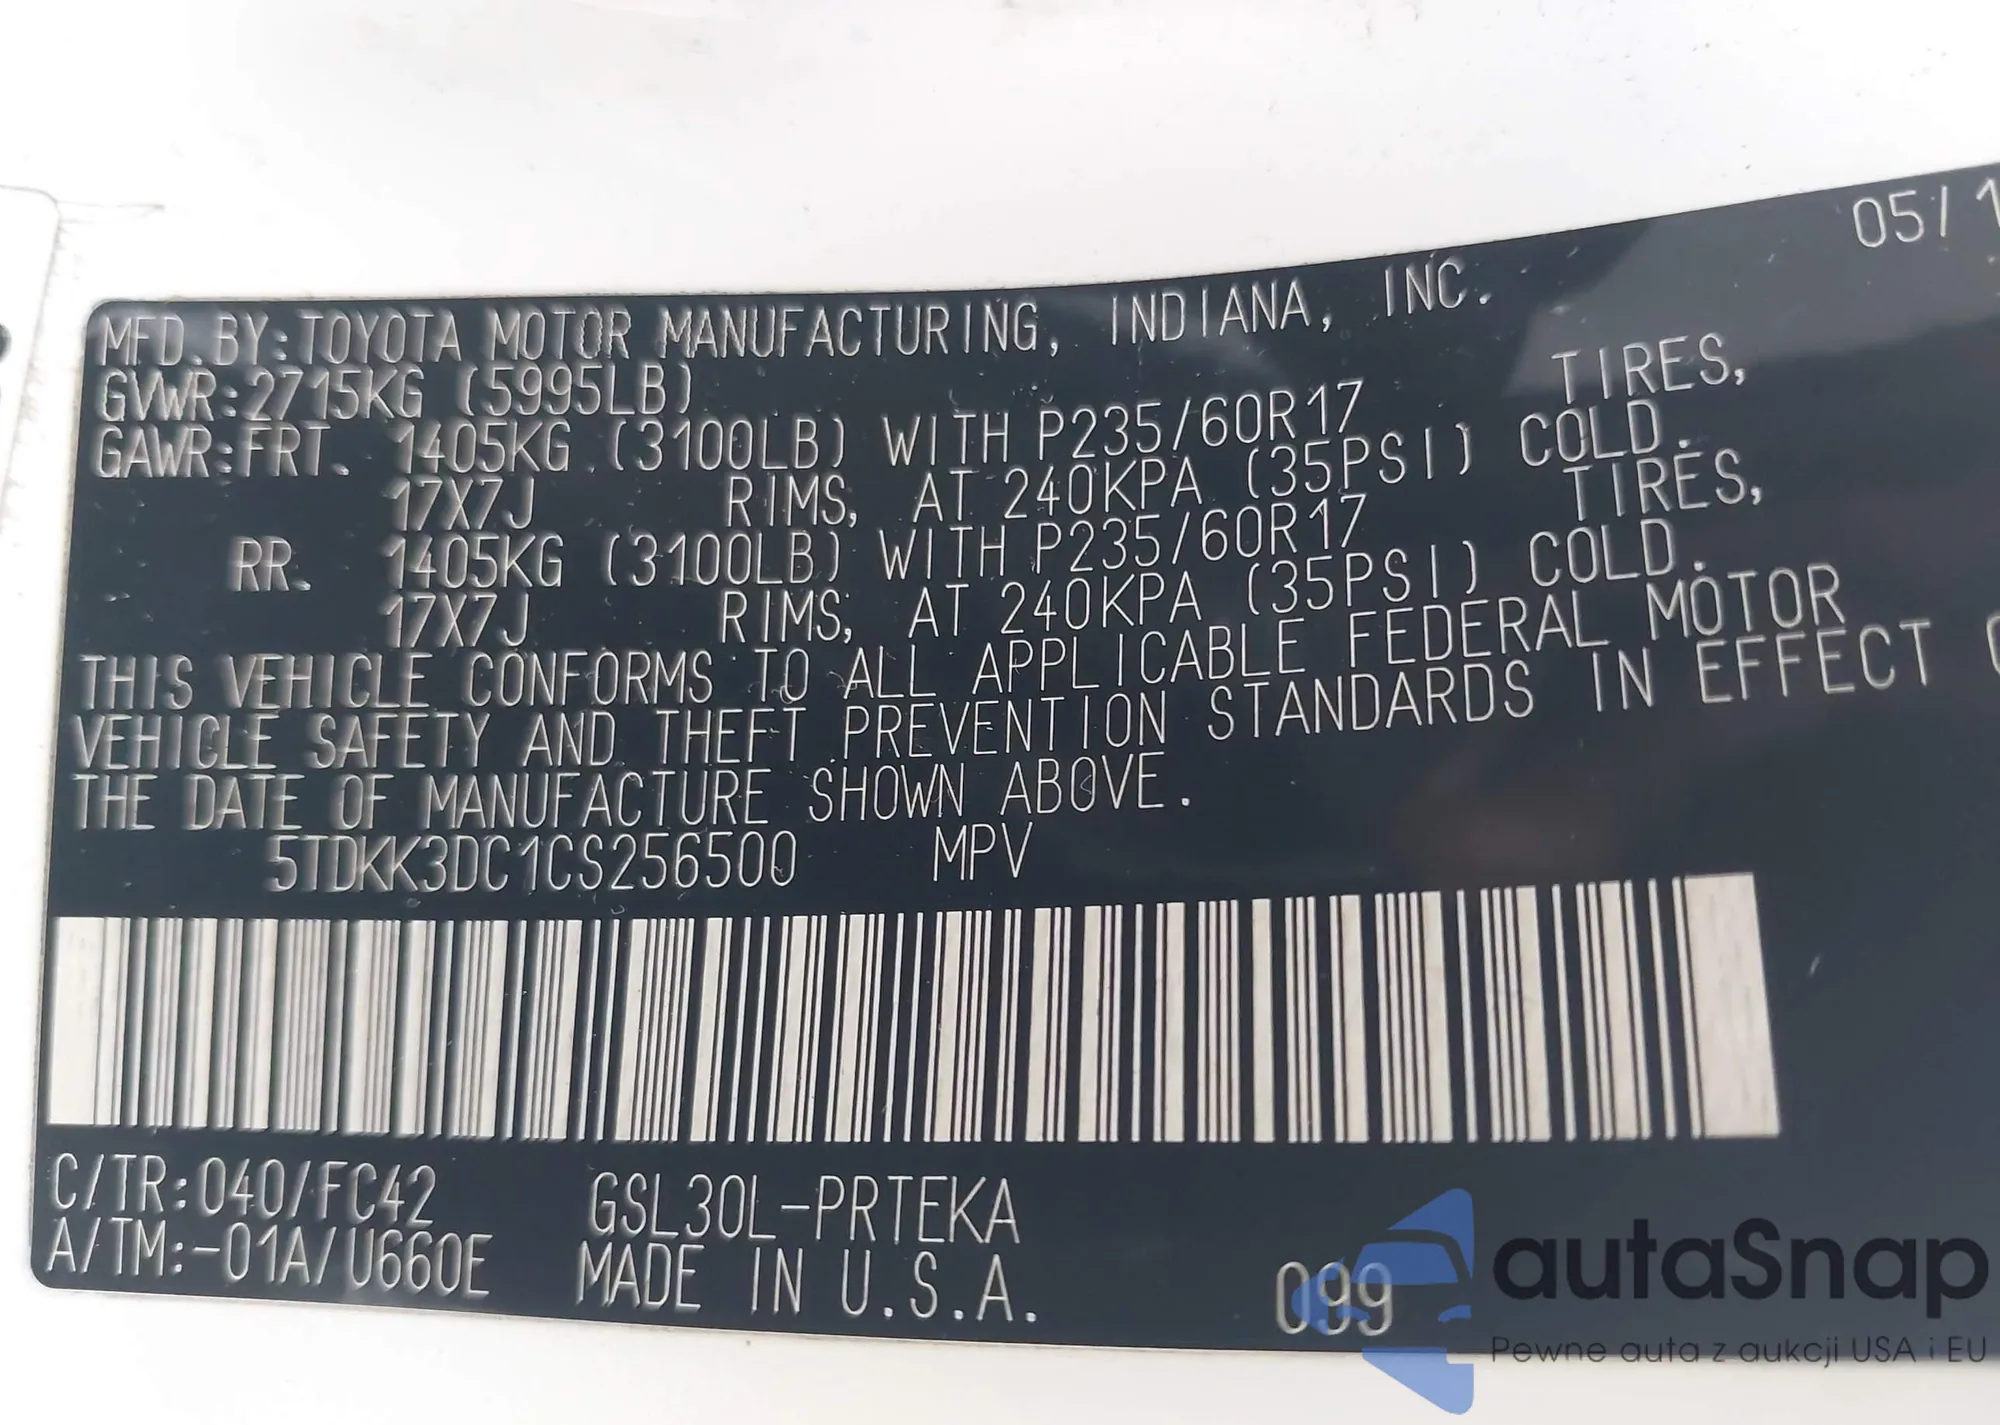 05/1
MFD.BY:TOYOTA MOTOR MANUFACTURING, INDIANA, INC.
GVWR:2715KG (5995LB)
GAWR:FRT. 1405KG (3100LB) WITH P235/60R17 TIRES,
17X7J RIMS, AT 240KPA (35PSI) COLD.
RR. 1405KG (3100LB) WITH P235/60R17 TIRES,
17X7J RIMS, AT 240KPA (35PSI) COLD.
THIS VEHICLE CONFORMS TO ALL APPLICABLE FEDERAL MOTOR
VEHICLE SAFETY AND THEFT PREVENTION STANDARDS IN EFFECT
THE DATE OF MANUFACTURE SHOWN ABOVE.
5TDKK3DC1CS256500 MPV
C/TR:040/FC42 GSL30L-PRTEKA
A/TM:-01A/U660E MADE IN U.S.A.
099
autaSnap
Pewne auta z aukcji USA i EU